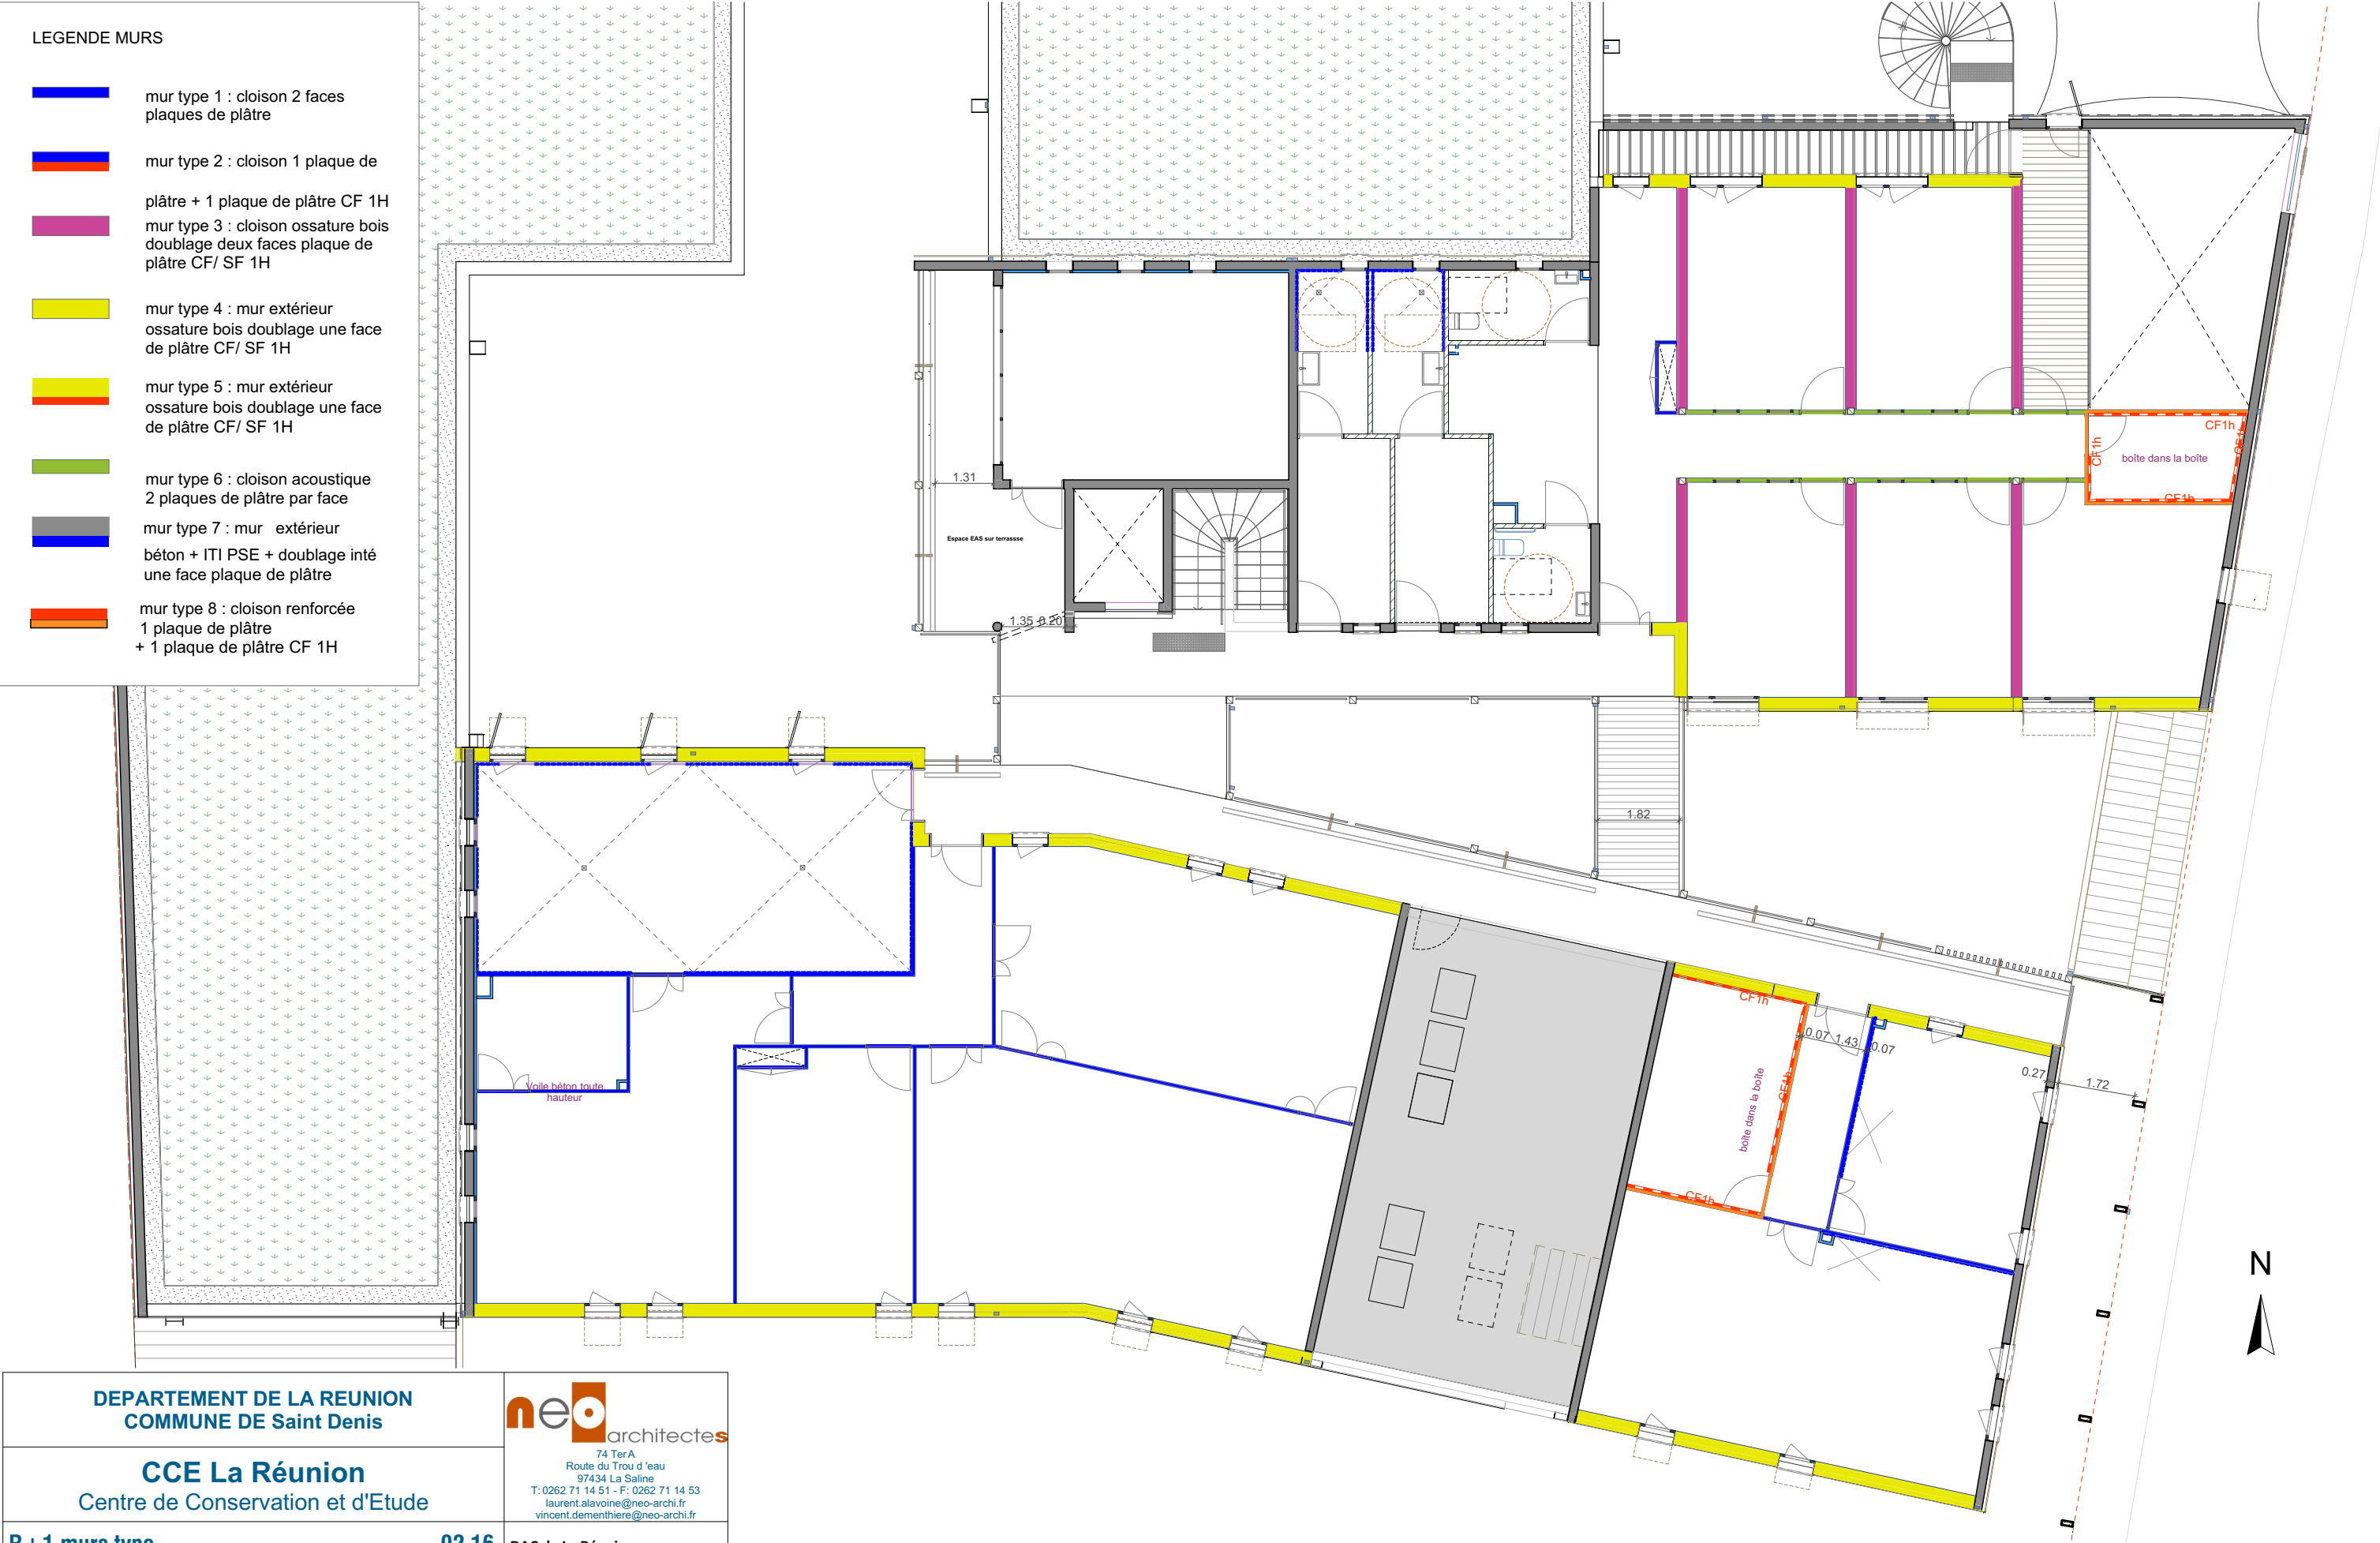 LEGENDE MURS
mur type 1 : cloison 2 faces
plaques de plâtre
mur type 2 : cloison 1 plaque de
plâtre + 1 plaque de plâtre CF 1H
mur type 3 : cloison ossature bois
doublage deux faces plaque de
plâtre CF/ SF 1H
mur type 4 : mur extérieur
ossature bois doublage une face
de plâtre CF/ SF 1H
mur type 5 : mur extérieur
ossature bois doublage une face
de plâtre CF/ SF 1H
mur type 6 : cloison acoustique
2 plaques de plâtre par face
mur type 7 : mur extérieur
béton + ITI PSE + doublage inté
une face plaque de plâtre
mur type 8 : cloison renforcée
1 plaque de plâtre
+ 1 plaque de plâtre CF 1H
CF1h
CF1h
CF1h
boîte dans la boîte
CF1h
1.31
Espace EAS sur terrassse
1.35
0.20
1.82
CF1h
0.07
1.43
0.07
CF1h
boîte dans la boîte
0.27
1.72
Voile béton toute
hauteur
CF1h
N
DEPARTEMENT DE LA REUNION
COMMUNE DE Saint Denis
CCE La Réunion
Centre de Conservation et d'Etude
neo
architectes
74 Ter A
Route du Trou d 'eau
97434 La Saline
T: 0262 71 14 51 - F: 0262 71 14 53
laurent.alavoine@neo-archi.fr
vincent.dementhiere@neo-archi.fr
R + 1 murs type
02.16